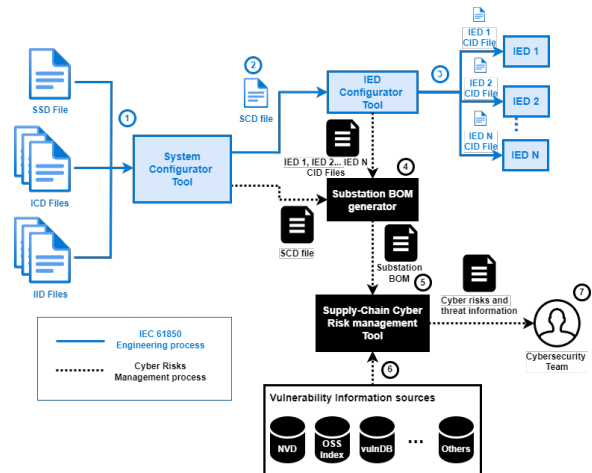 SSD File
ICD Files
IID Files
1
System
Configurator
Tool
2
SCD file
IED
Configurator
Tool
3
IED 1
CID File
IED 2
CID File
IED N
CID File
IED 1
IED 2
IED N
IED 1, IED 2... IED N
CID Files
4
Substation BOM
generator
SCD file
Substation
BOM
5
Supply-Chain Cyber
Risk management
Tool
Cyber risks and
threat information
7
Cybersecurity
Team
6
IEC 61850
Engineering process
Cyber Risks
Management process
Vulnerability Information sources
NVD
OSS
Index
vulnDB
...
Others